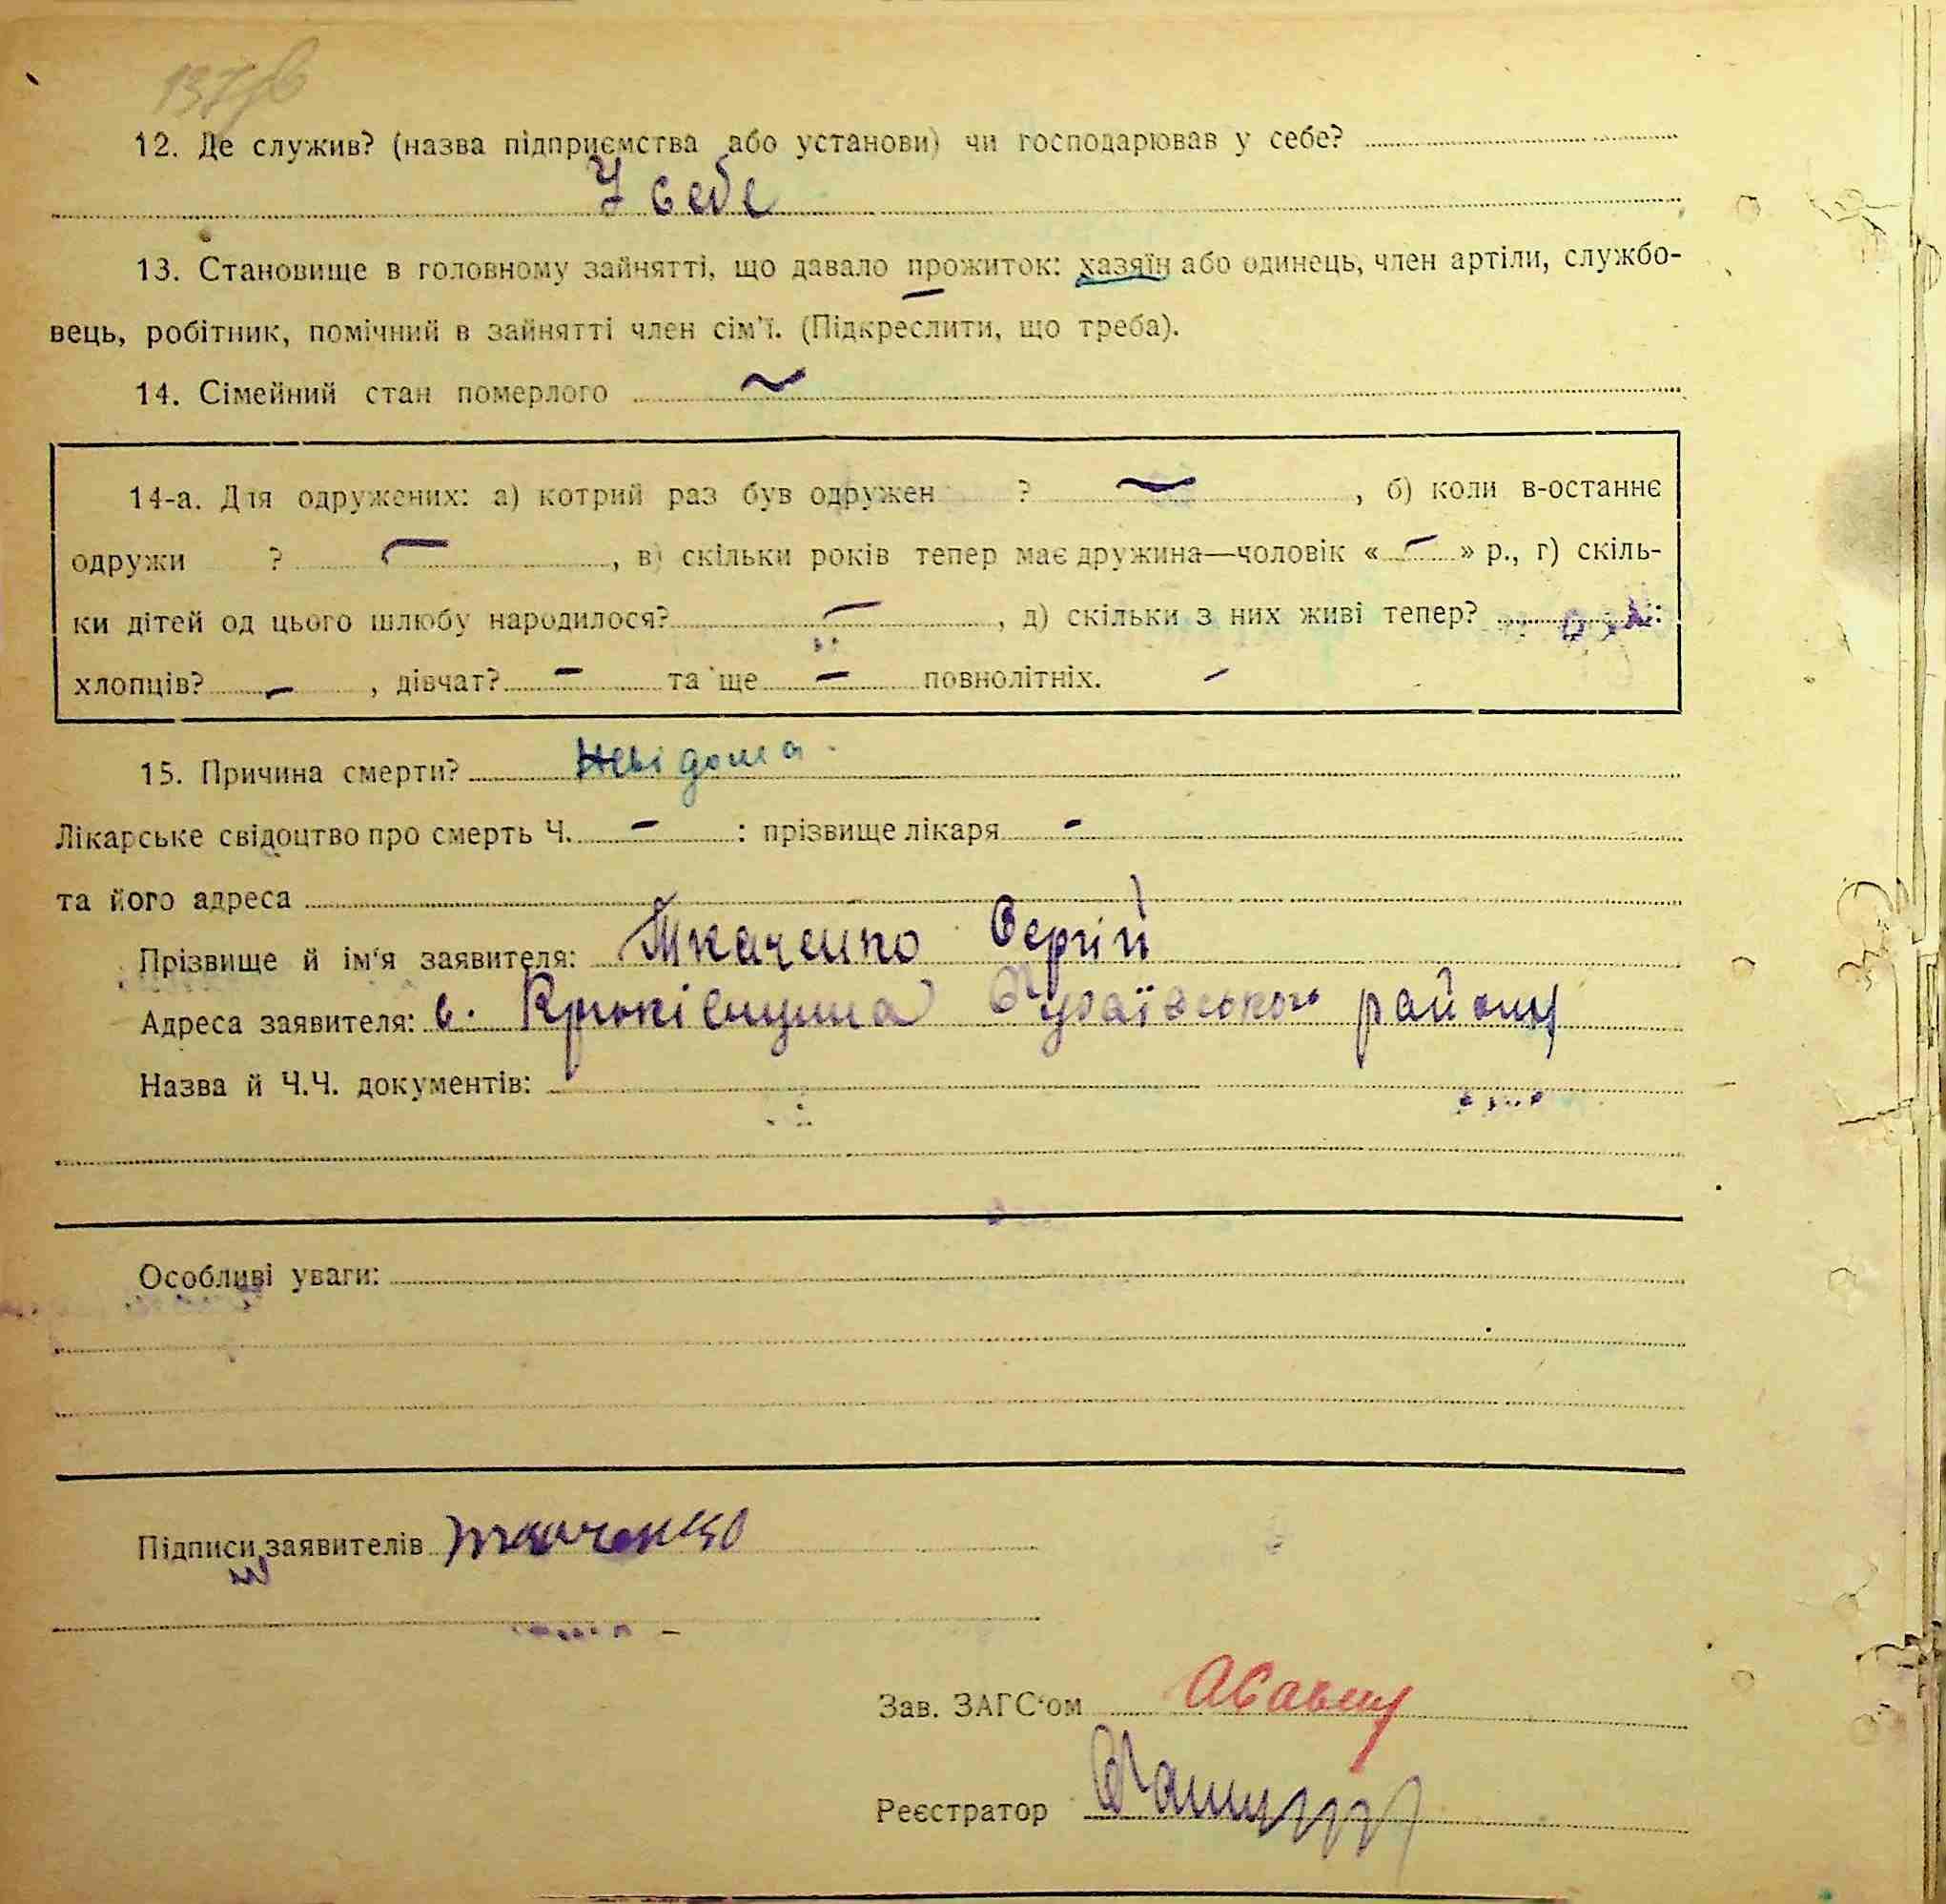 137зв
12. Де служив? (назва підприємства або установи) чи господарював у себе?
У себе
13. Становище в головному зайнятті, що давало прожиток: хазяїн або одинець, член артіли, службо-
вець, робітник, помічний в зайнятті член сім'ї. (Підкреслити, що треба).
14. Сімейний стан померлого ~
14-а. Для одружених: а) котрий раз був одружен ? ~, б) коли в-останнє
одружи ? —, в) скільки років тепер має дружина—чоловік « — » р., г) скіль-
ки дітей од цього шлюбу народилося? —, д) скільки з них живі тепер? :
хлопців? —, дівчат? — та ще — повнолітніх. —
15. Причина смерти? Невідома.
Лікарське свідоцтво про смерть Ч. - : прізвище лікаря -
та його адреса
Прізвище й ім'я заявителя: Ткаченко Сергій
Адреса заявителя: с. Крюківщина району
Назва й Ч.Ч. документів:
Особливі уваги:
Підписи заявителів Ткаченко
Зав. ЗАГС'ом
Реєстратор